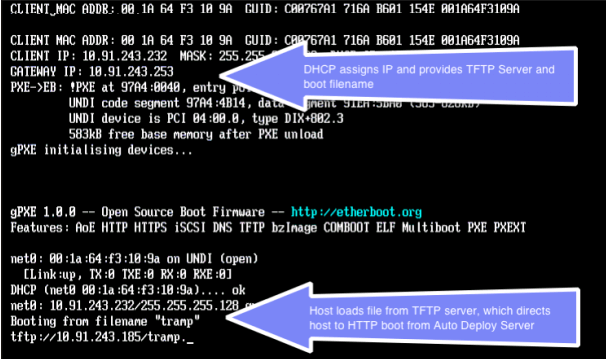 CLIENT MAC ADDR: 00 1A 64 F3 10 9A GUID: C00767A1 716A B601 154E 001A64F3109A
CLIENT MAC ADDR: 00 1A 64 F3 10 9A GUID: C00767A1 716A B601 154E 001A64F3109A
CLIENT IP: 10.91.243.232 MASK: 255.255.
GATEWAY IP: 10.91.243.253
DHCP assigns IP and provides TFTP Server and
boot filename
PXE->EB: !PXE at 97A4:0040, entry
UNDI code segment 97A4:4B14, data segment
UNDI device is PCI 04:00.0, type DIX+802.3
583kB free base memory after PXE unload
gPXE initialising devices...
gPXE 1.0.0 -- Open Source Boot Firmware -- http://etherboot.org
Features: AoE HTTP HTTPS iSCSI DNS TFTP bzImage COMBOOT ELF Multiboot PXE PXEXT
net0: 00:1a:64:f3:10:9a on UNDI (open)
[Link:up, TX:0 TXE:0 RX:0 RXE:0]
DHCP (net0 00:1a:64:f3:10:9a).... ok
net0: 10.91.243.232/255.255.255.128
Booting from filename "tramp"
tftp://10.91.243.185/tramp._
Host loads file from TFTP server, which directs
host to HTTP boot from Auto Deploy Server